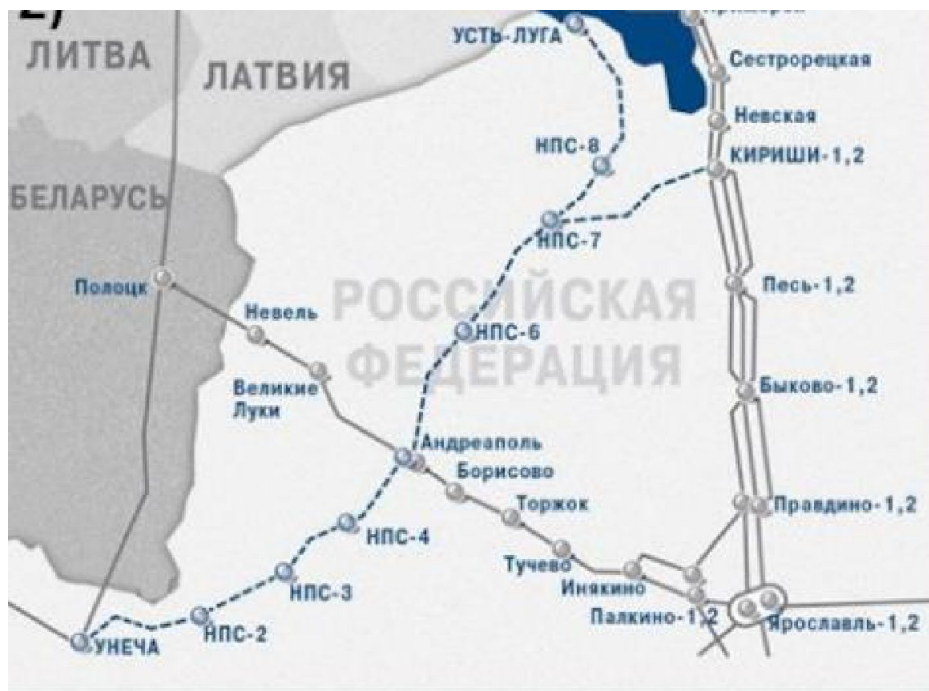 2)
ЛИТВА
ЛАТВИЯ
УСТЬ-ЛУГА
Приморск
Сестрорецкая
Невская
НПС-8
КИРИШИ-1,2
БЕЛАРУСЬ
НПС-7
Полоцк
РОССИЙСКАЯ
ФЕДЕРАЦИЯ
Песь-1,2
Невель
НПС-6
Великие
Луки
Быково-1,2
Андреаполь
Борисово
Торжок
Правдино-1,2
НПС-4
Тучево
Инякино
НПС-3
Палкино-1,2
Ярославль-1,2
НПС-2
УНЕЧА